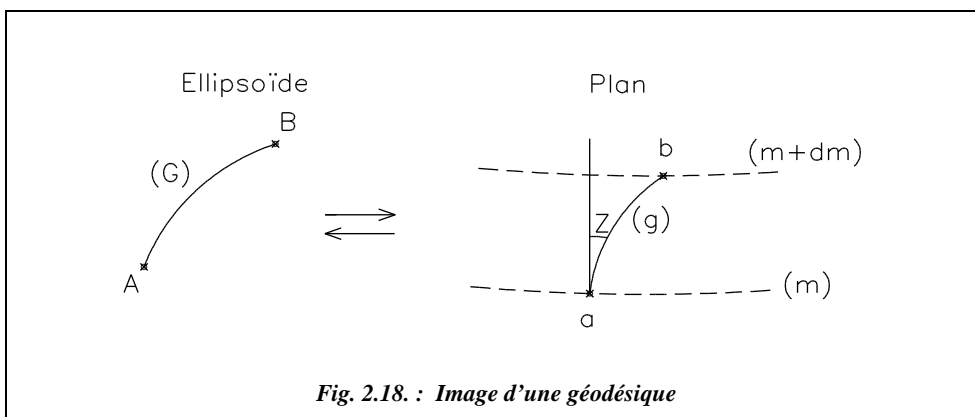 Ellipsoïde
Plan
B
b
(m+dm)
(G)
Z
(g)
A
(m)
a
Fig. 2.18. : Image d'une géodésique